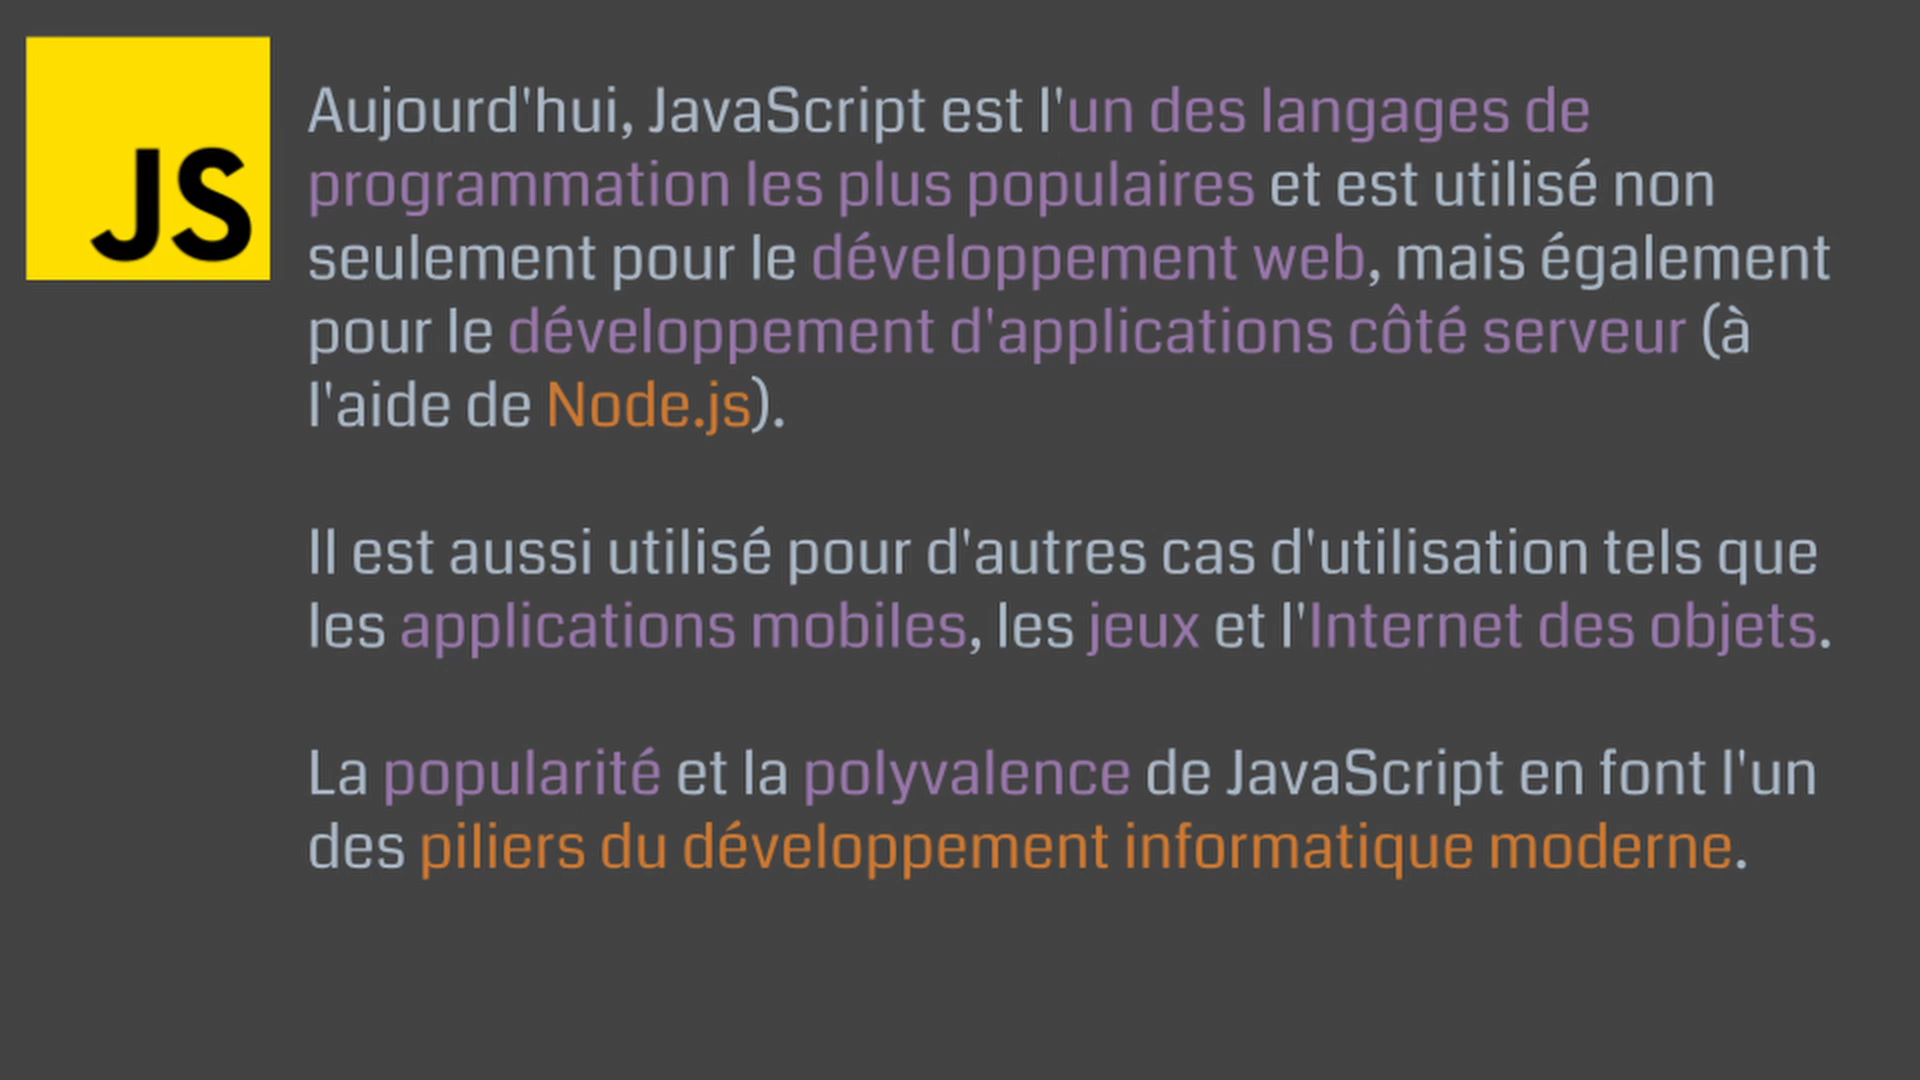 JS
Aujourd'hui, JavaScript est l'un des langages de
programmation les plus populaires et est utilisé non
seulement pour le développement web, mais également
pour le développement d'applications côté serveur (à
l'aide de Node.js).
Il est aussi utilisé pour d'autres cas d'utilisation tels que
les applications mobiles, les jeux et l'Internet des objets.
La popularité et la polyvalence de JavaScript en font l'un
des piliers du développement informatique moderne.